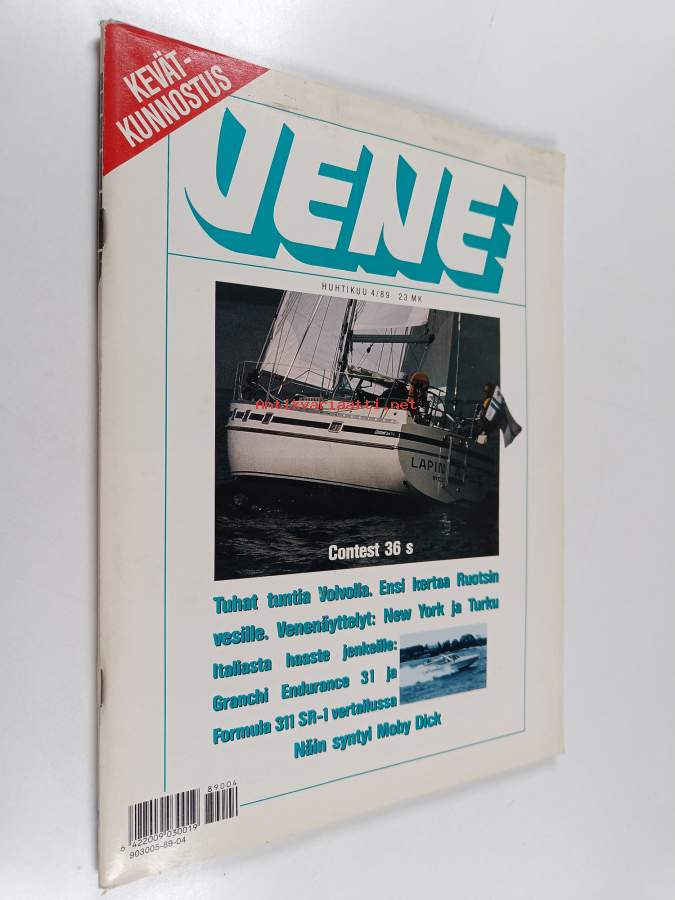 KEVÄT-
KUNNOSTUS
VENE
HUHTIKUU 4/89 23 MK
Antikvariaatti.net
LAPIN
Contest 36 s
Tuhat tuntia Volvolla. Ensi kertaa Ruotsin
vesille. Venenäyttelyt: New York ja Turku
Italiasta haaste jenkeille:
Granchi Endurance 31 ja
Formula 311 SR-1 vertailussa
Näin syntyi Moby Dick
89004
6 422009 030019
903005-89-04